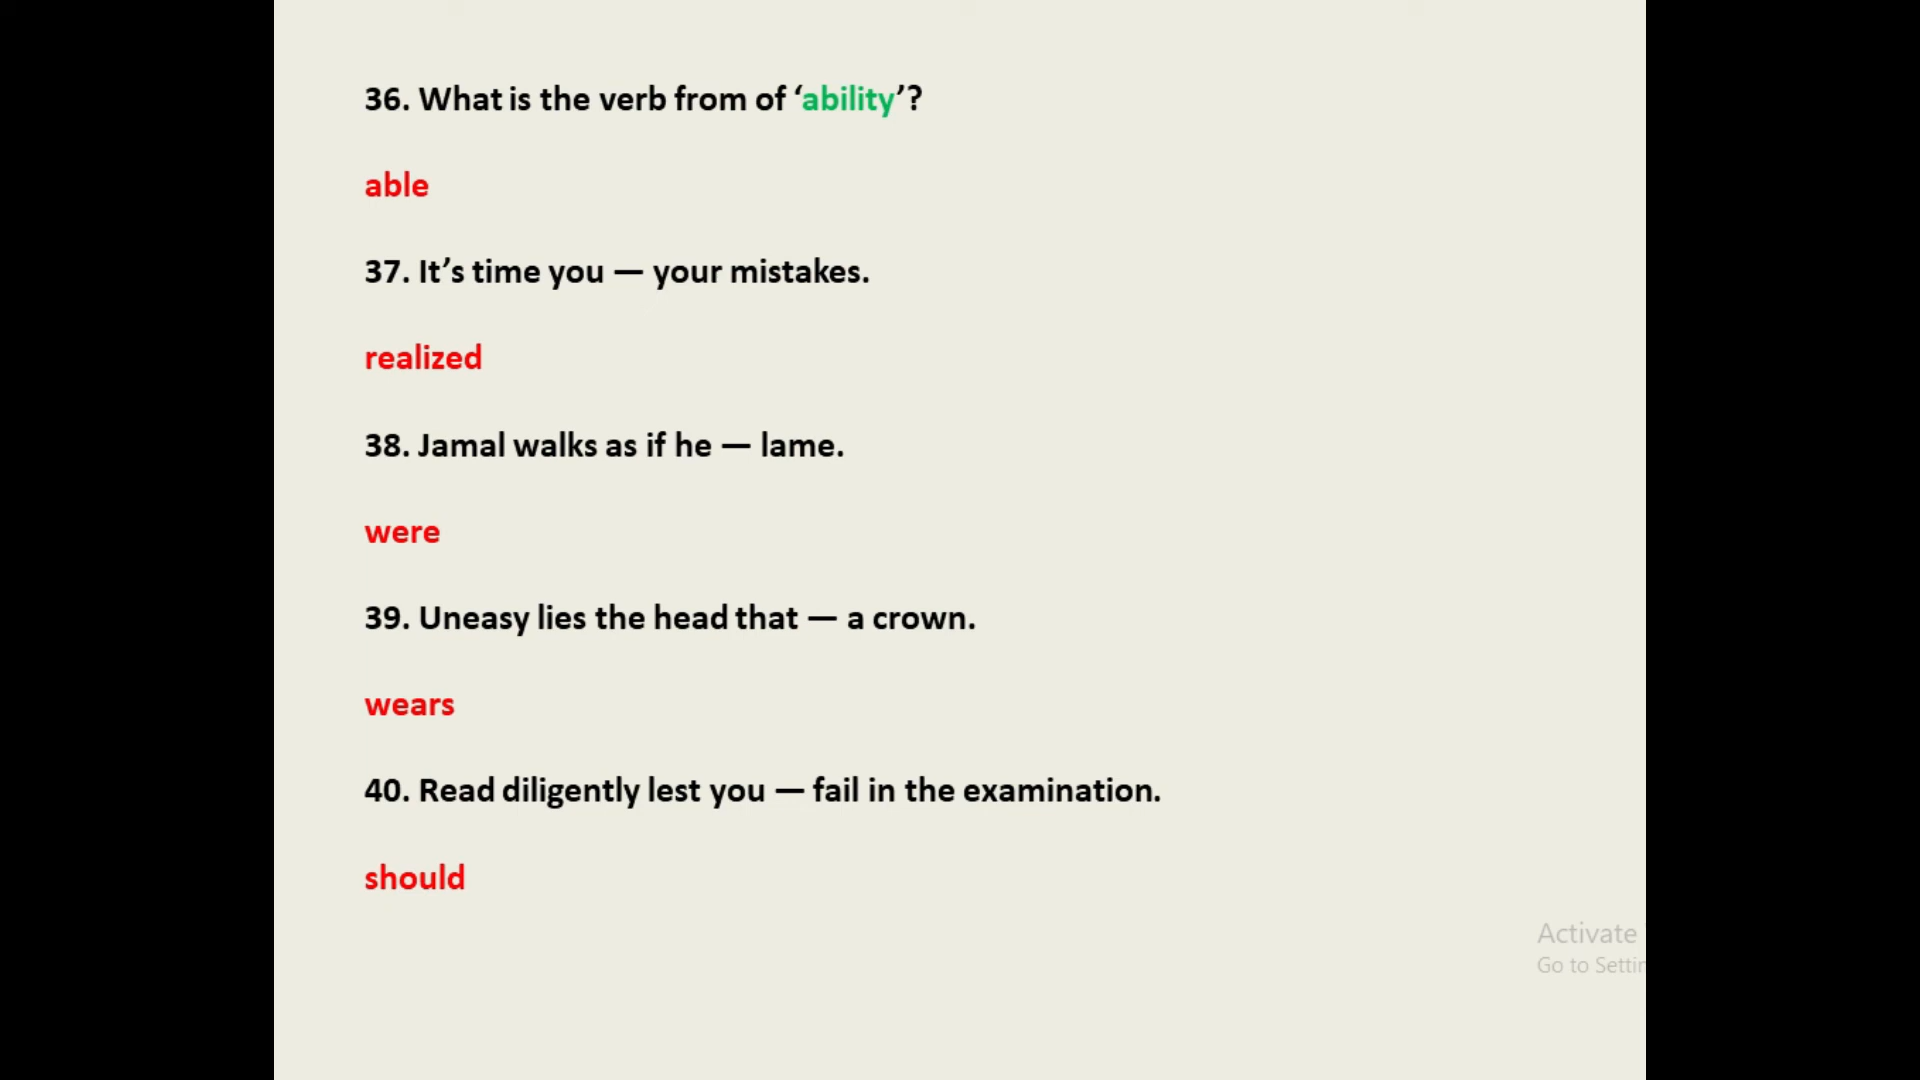 36. What is the verb from of ‘ability’?
able
37. It’s time you — your mistakes.
realized
38. Jamal walks as if he — lame.
were
39. Uneasy lies the head that — a crown.
wears
40. Read diligently lest you — fail in the examination.
should
Activate
Go to Settin